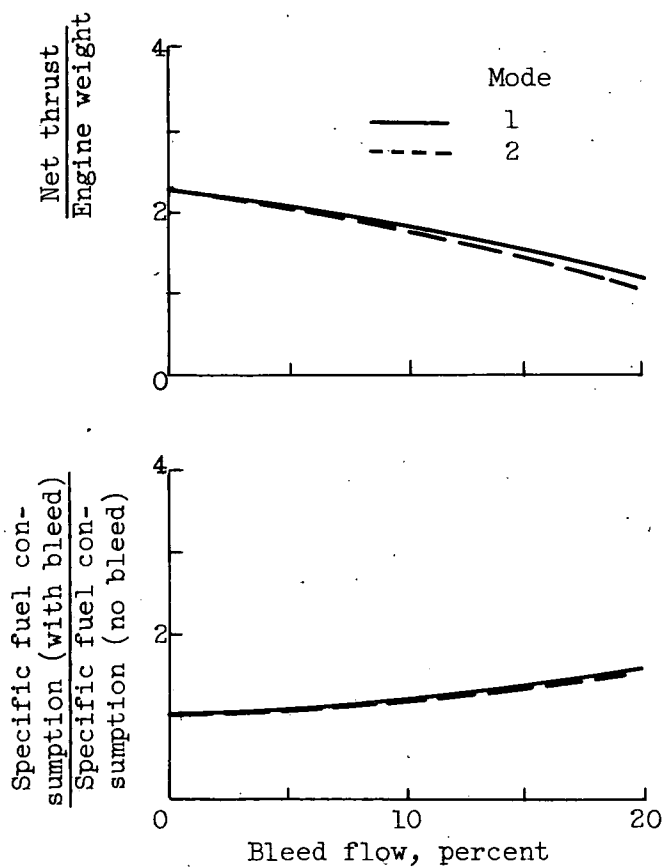 Net thrust
Engine weight
4
2
0
Mode
1
2
Specific fuel con-
sumption (with bleed)
Specific fuel con-
sumption (no bleed)
4
2
0
10
20
Bleed flow, percent